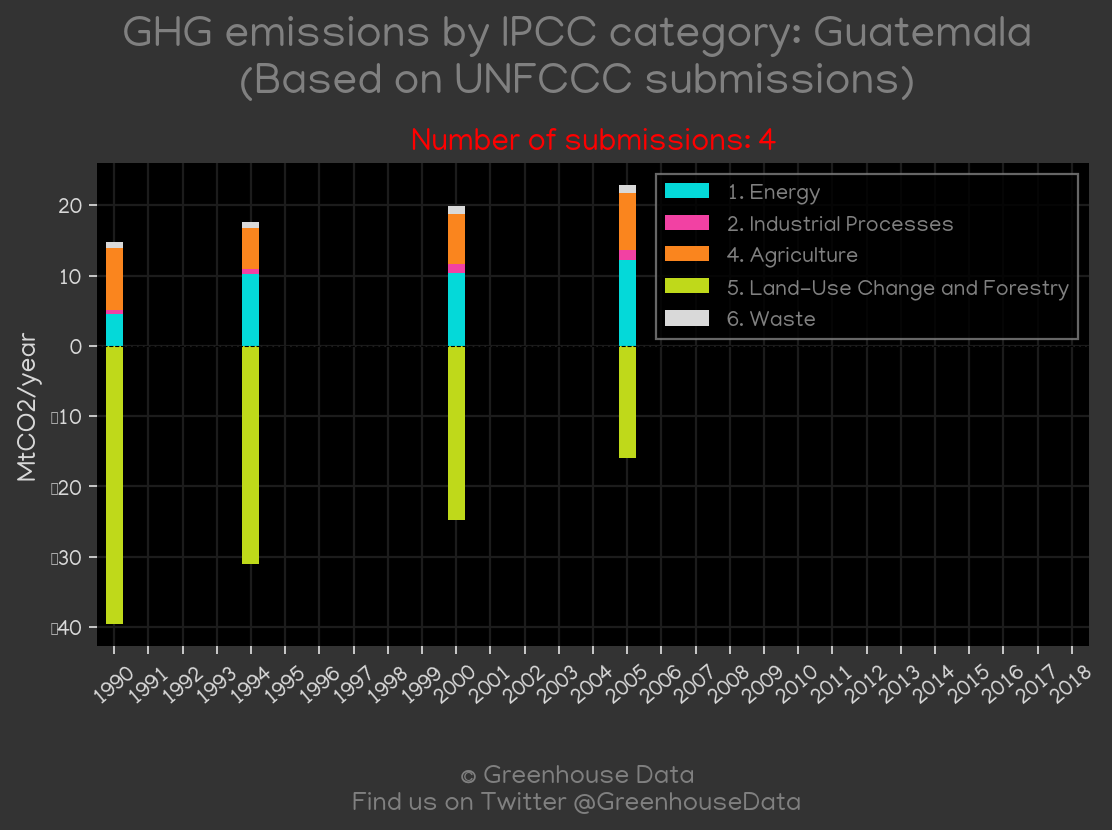 GHG emissions by IPCC category: Guatemala
(Based on UNFCCC submissions)
Number of submissions: 4
1. Energy
2. Industrial Processes
4. Agriculture
5. Land-Use Change and Forestry
6. Waste
MtCO2/year
20
10
0
▯10
▯20
▯30
▯40
1990 1991 1992 1993 1994 1995 1996 1997 1998 1999 2000 2001 2002 2003 2004 2005 2006 2007 2008 2009 2010 2011 2012 2013 2014 2015 2016 2017 2018
© Greenhouse Data
Find us on Twitter @GreenhouseData